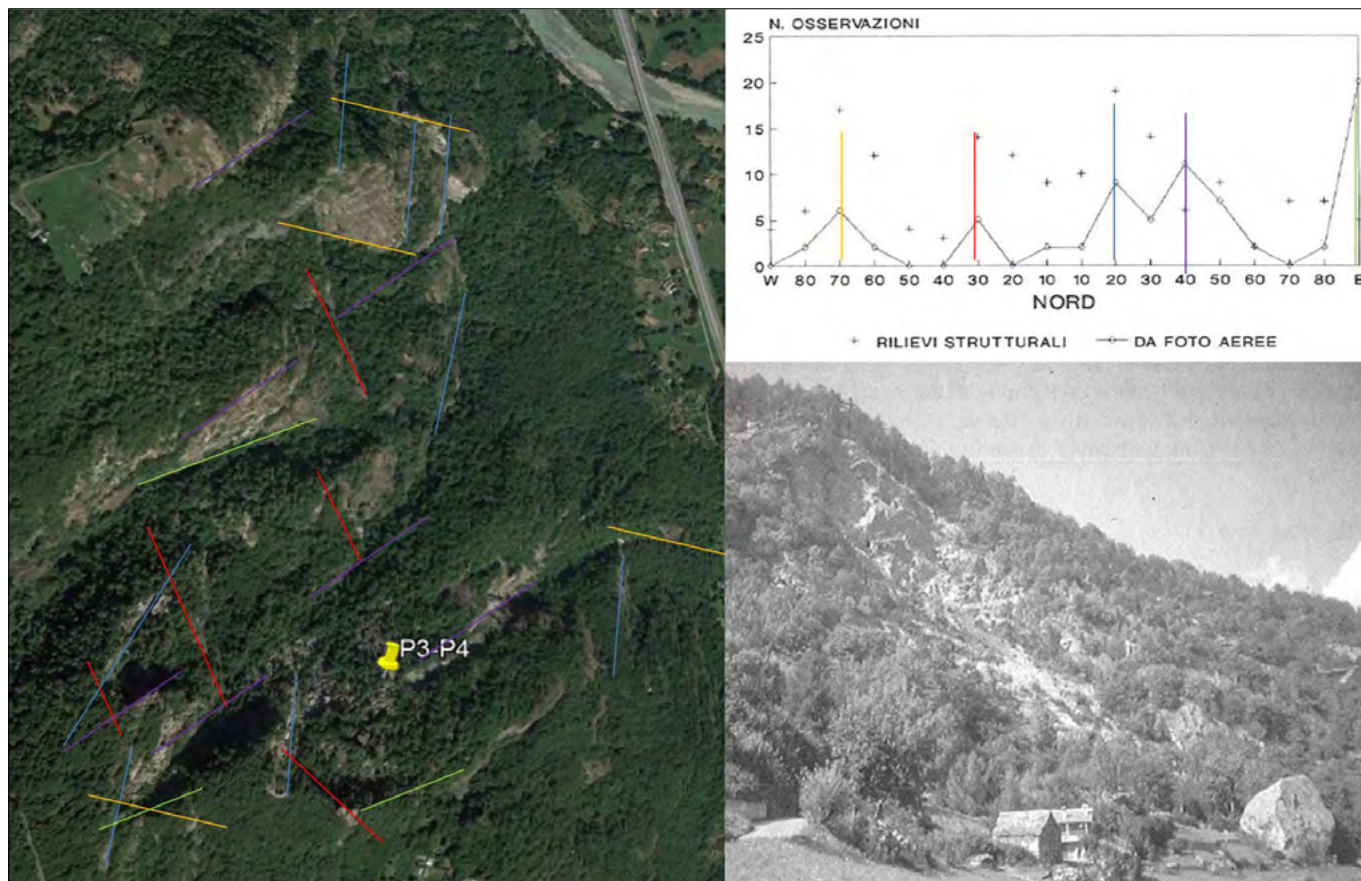 P3-P4
N. OSSERVAZIONI
25
20
15
10
5
0
W 80 70 60 50 40 30 20 10 10 20 30 40 50 60 70 80 E
NORD
+ RILIEVI STRUTTURALI DA FOTO AEREE